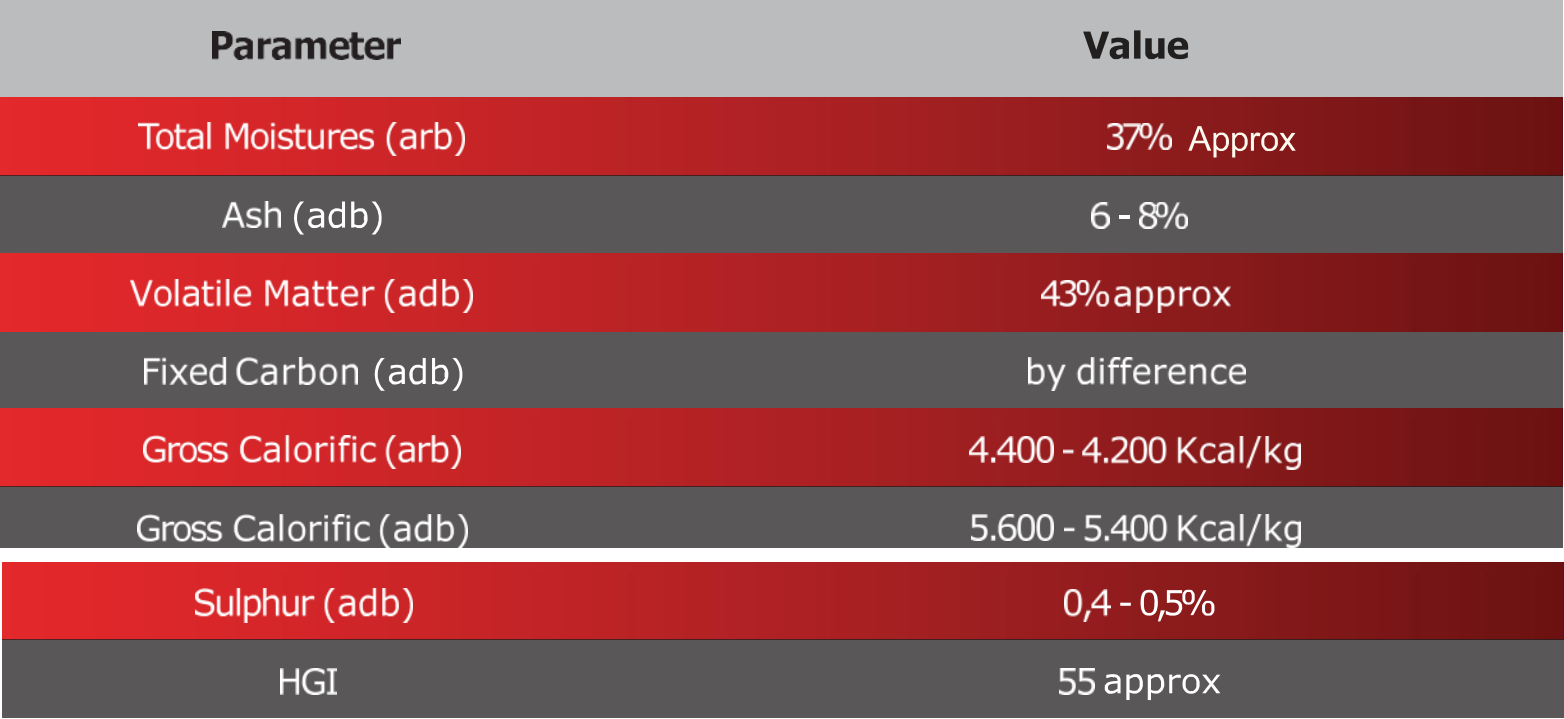 Parameter Value
Total Moistures (arb) 37% Approx
Ash (adb) 6 - 8%
Volatile Matter (adb) 43% approx
Fixed Carbon (adb) by difference
Gross Calorific (arb) 4.400 - 4.200 Kcal/kg
Gross Calorific (adb) 5.600 - 5.400 Kcal/kg
Sulphur (adb) 0,4 - 0,5%
HGI 55 approx